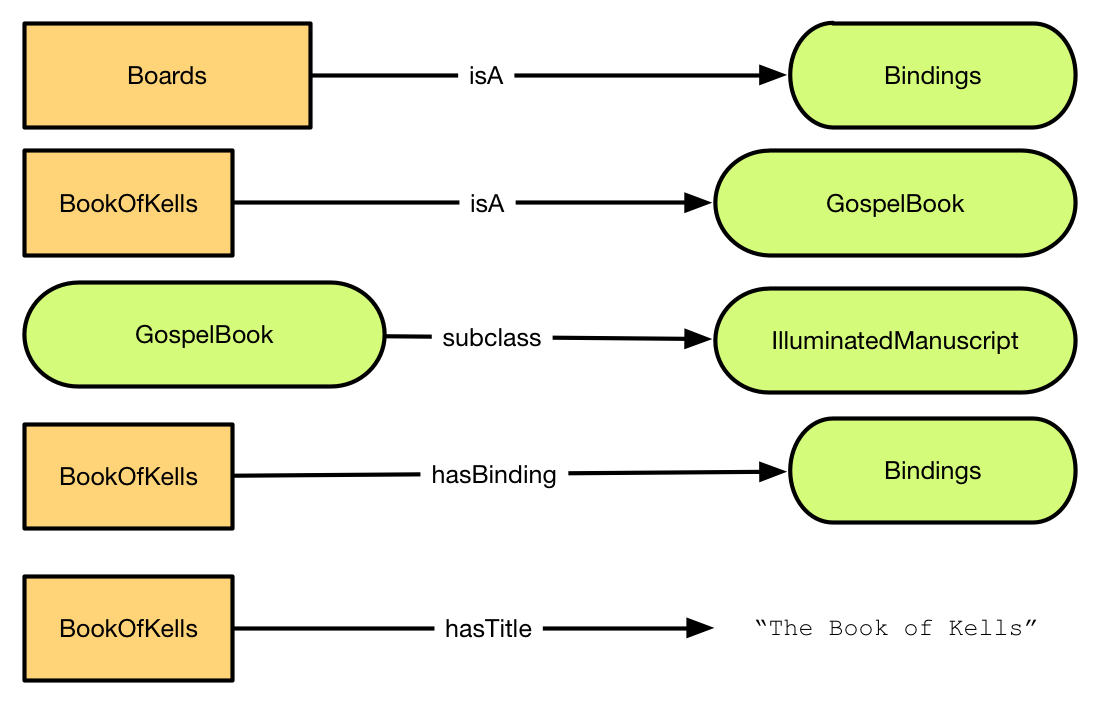 Boards isA Bindings
BookOfKells isA GospelBook
GospelBook subclass IlluminatedManuscript
BookOfKells hasBinding Bindings
BookOfKells hasTitle “The Book of Kells”